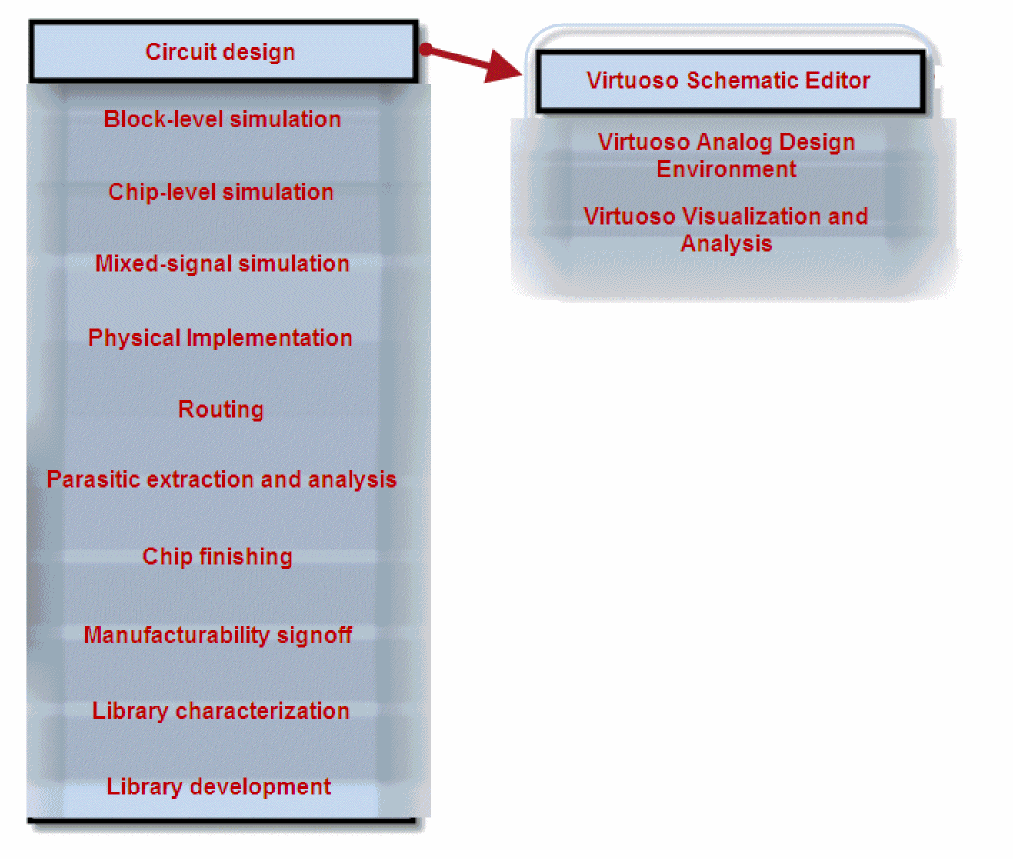 Circuit design
Block-level simulation
Chip-level simulation
Mixed-signal simulation
Physical Implementation
Routing
Parasitic extraction and analysis
Chip finishing
Manufacturability signoff
Library characterization
Library development
Virtuoso Schematic Editor
Virtuoso Analog Design
Environment
Virtuoso Visualization and
Analysis